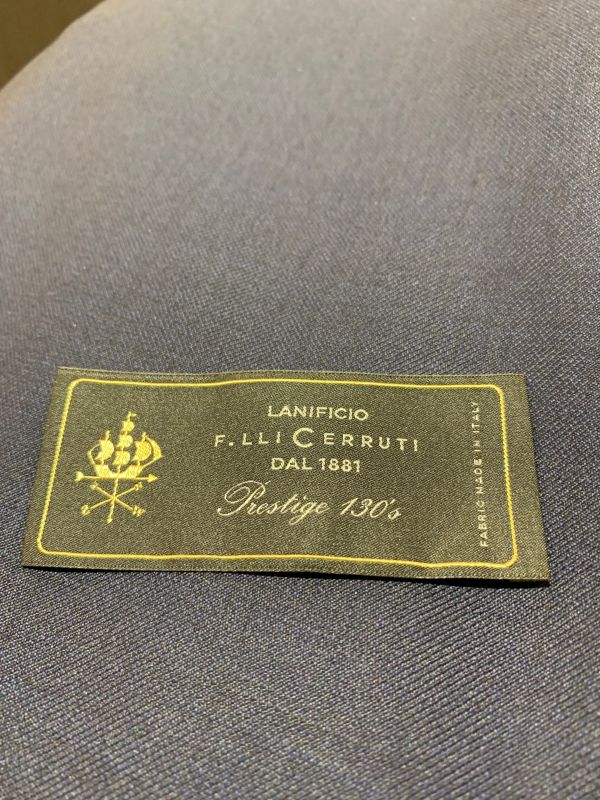 LANIFICIO
F.LLI CERRUTI
DAL 1881
Prestige 130's
FABRIC MADE IN ITALY